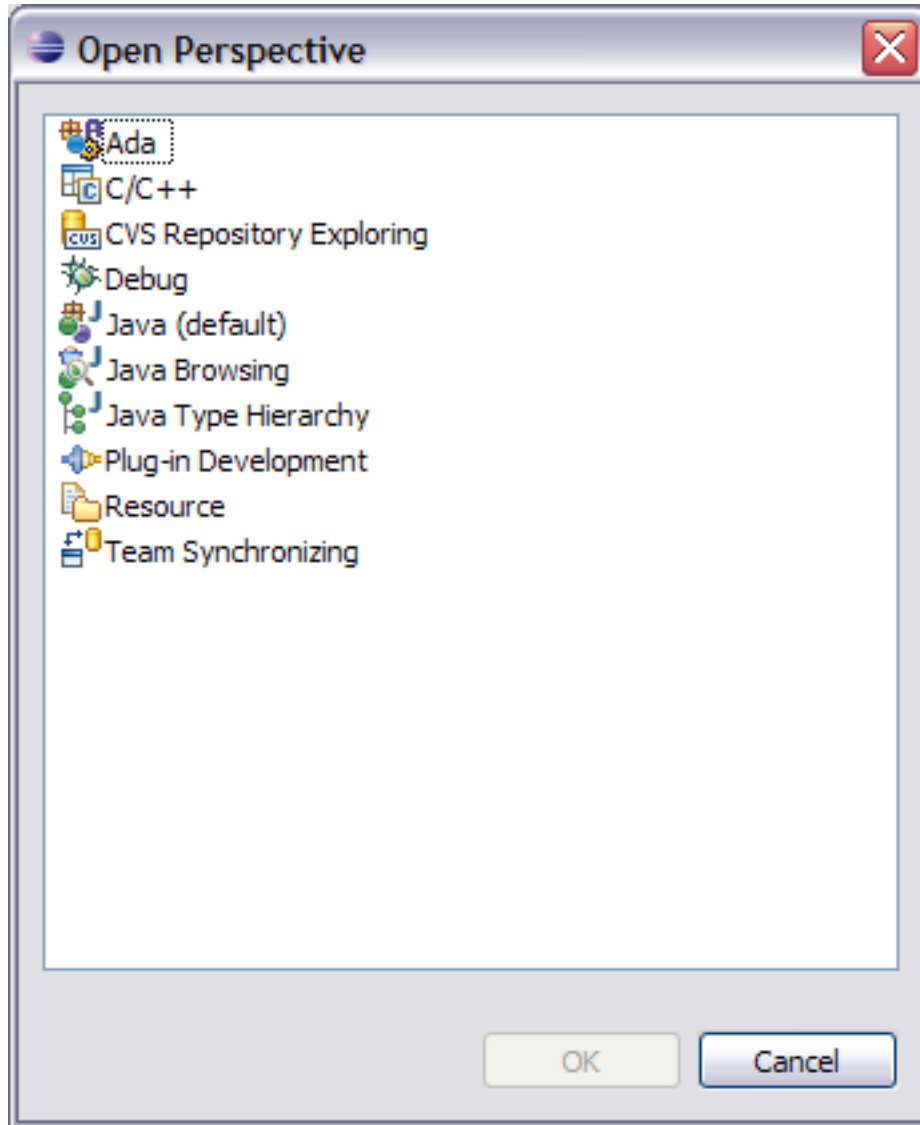 Open Perspective
Ada
C/C++
CVS Repository Exploring
Debug
Java (default)
Java Browsing
Java Type Hierarchy
Plug-in Development
Resource
Team Synchronizing
OK
Cancel